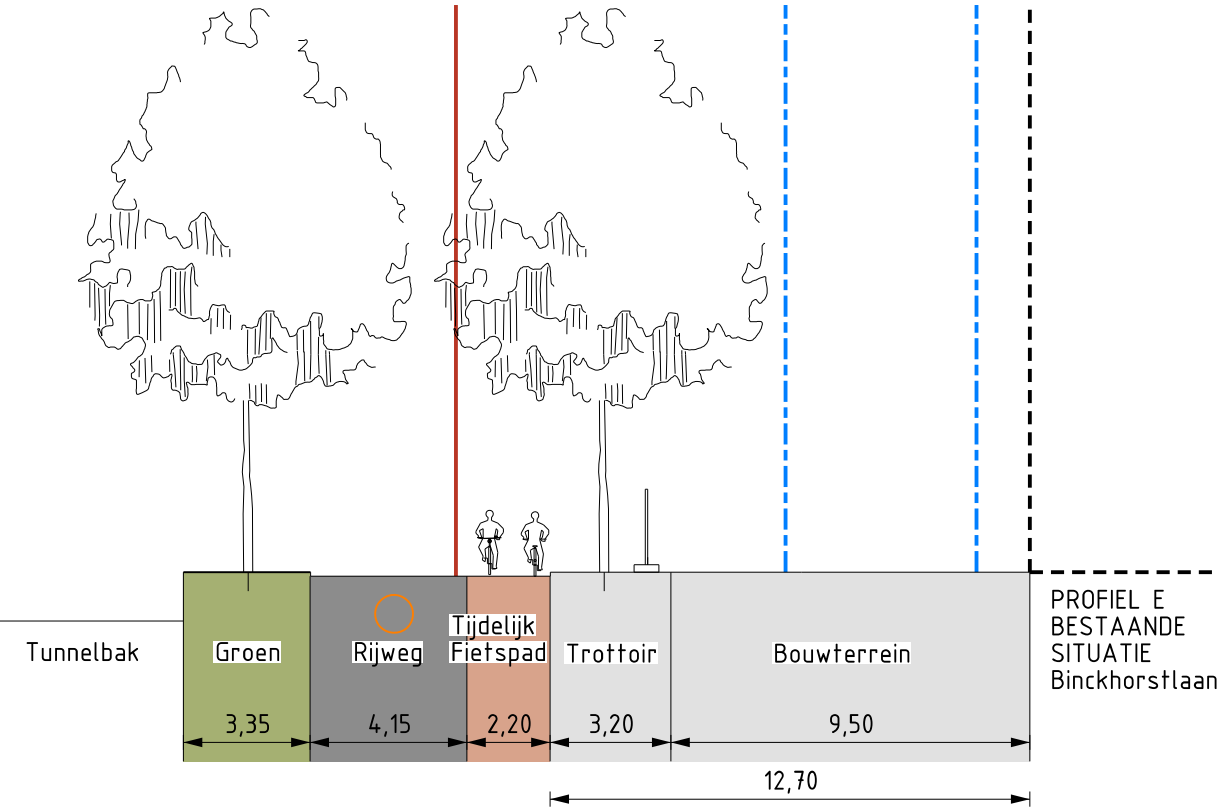 Tunnelbak
Groen
Rijweg
Tijdelijk
Fietspad
Trottoir
Bouwterrein
PROFIEL E
BESTAANDE
SITUATIE
Binckhorstlaan
3,35
4,15
2,20
3,20
9,50
12,70